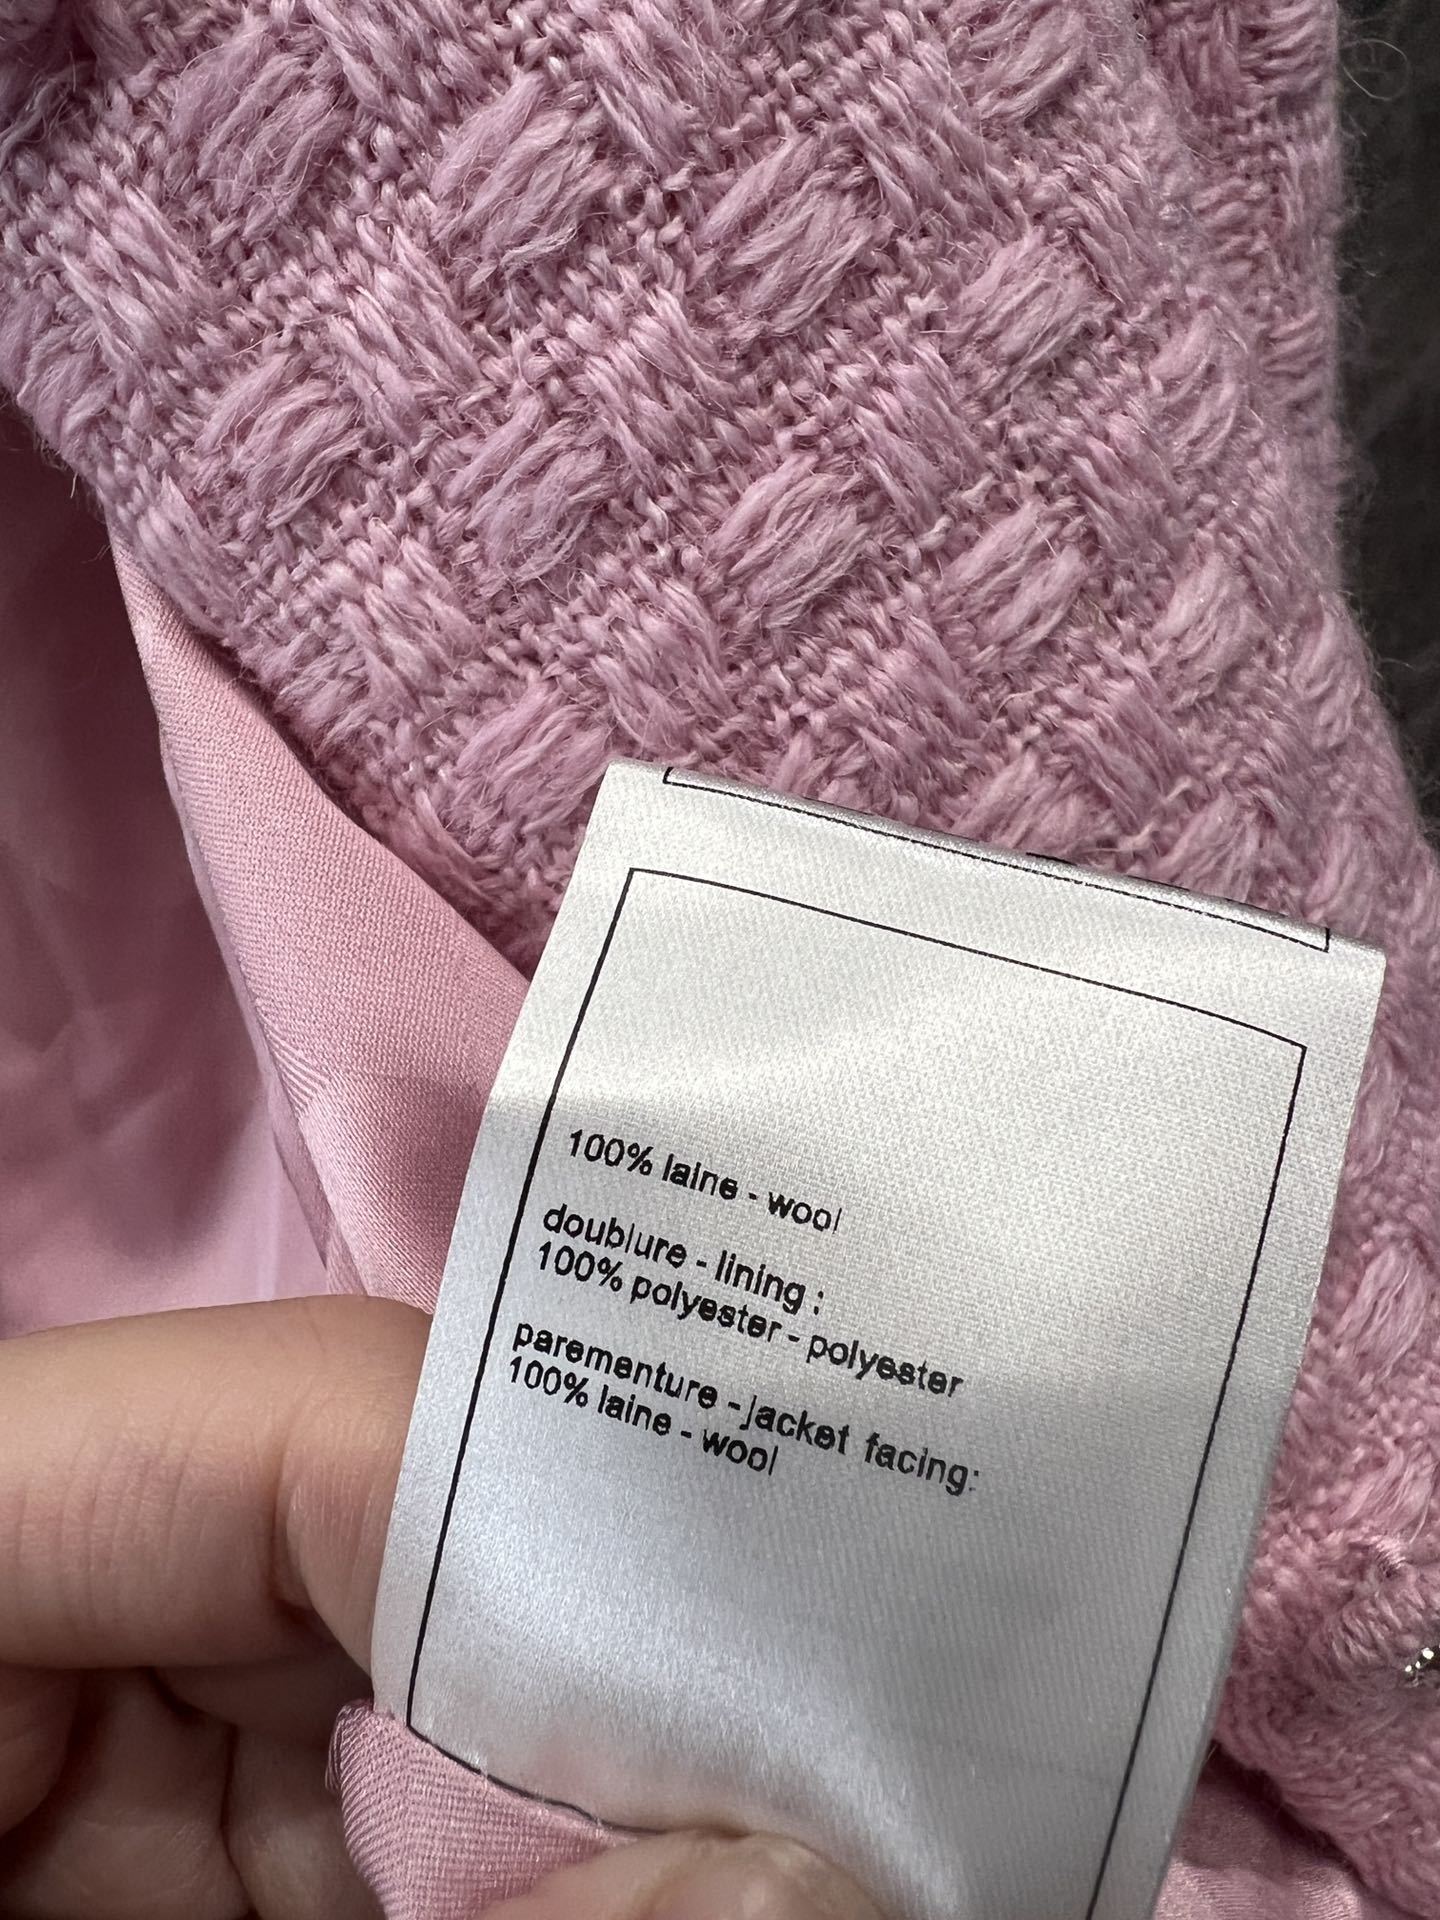 100% laine - wool
doublure - lining :
100% polyester - polyester
parementure - jacket facing:
100% laine - wool